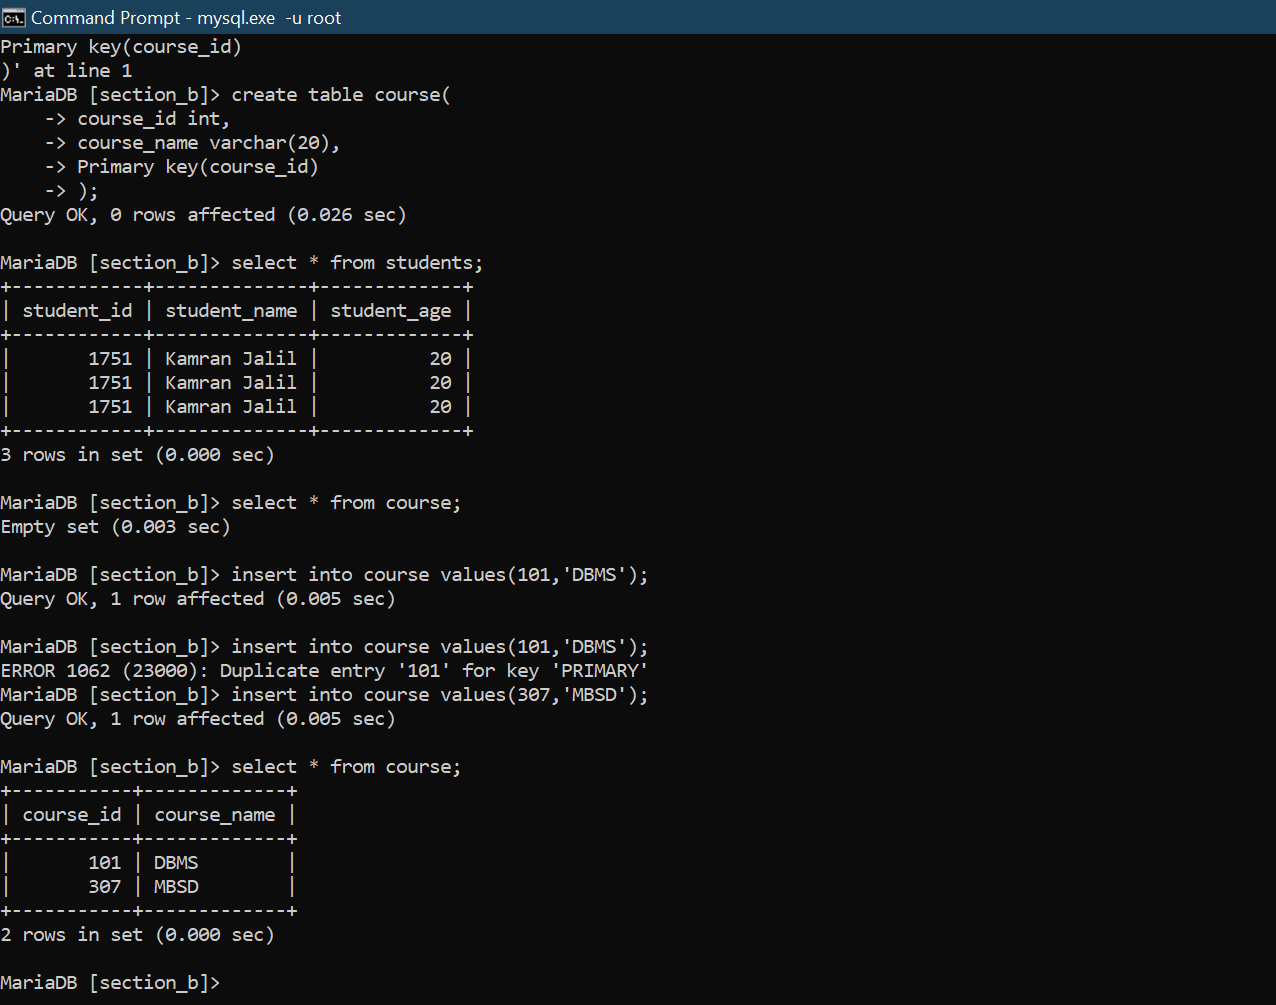 Command Prompt - mysql.exe  -u root
Primary key(course_id)
)' at line 1
MariaDB [section_b]> create table course(
    -> course_id int,
    -> course_name varchar(20),
    -> Primary key(course_id)
    -> );
Query OK, 0 rows affected (0.026 sec)

MariaDB [section_b]> select * from students;
+------------+--------------+-------------+
| student_id | student_name | student_age |
+------------+--------------+-------------+
|       1751 | Kamran Jalil |          20 |
|       1751 | Kamran Jalil |          20 |
|       1751 | Kamran Jalil |          20 |
+------------+--------------+-------------+
3 rows in set (0.000 sec)

MariaDB [section_b]> select * from course;
Empty set (0.003 sec)

MariaDB [section_b]> insert into course values(101,'DBMS');
Query OK, 1 row affected (0.005 sec)

MariaDB [section_b]> insert into course values(101,'DBMS');
ERROR 1062 (23000): Duplicate entry '101' for key 'PRIMARY'
MariaDB [section_b]> insert into course values(307,'MBSD');
Query OK, 1 row affected (0.005 sec)

MariaDB [section_b]> select * from course;
+-----------+-------------+
| course_id | course_name |
+-----------+-------------+
|       101 | DBMS        |
|       307 | MBSD        |
+-----------+-------------+
2 rows in set (0.000 sec)

MariaDB [section_b]>